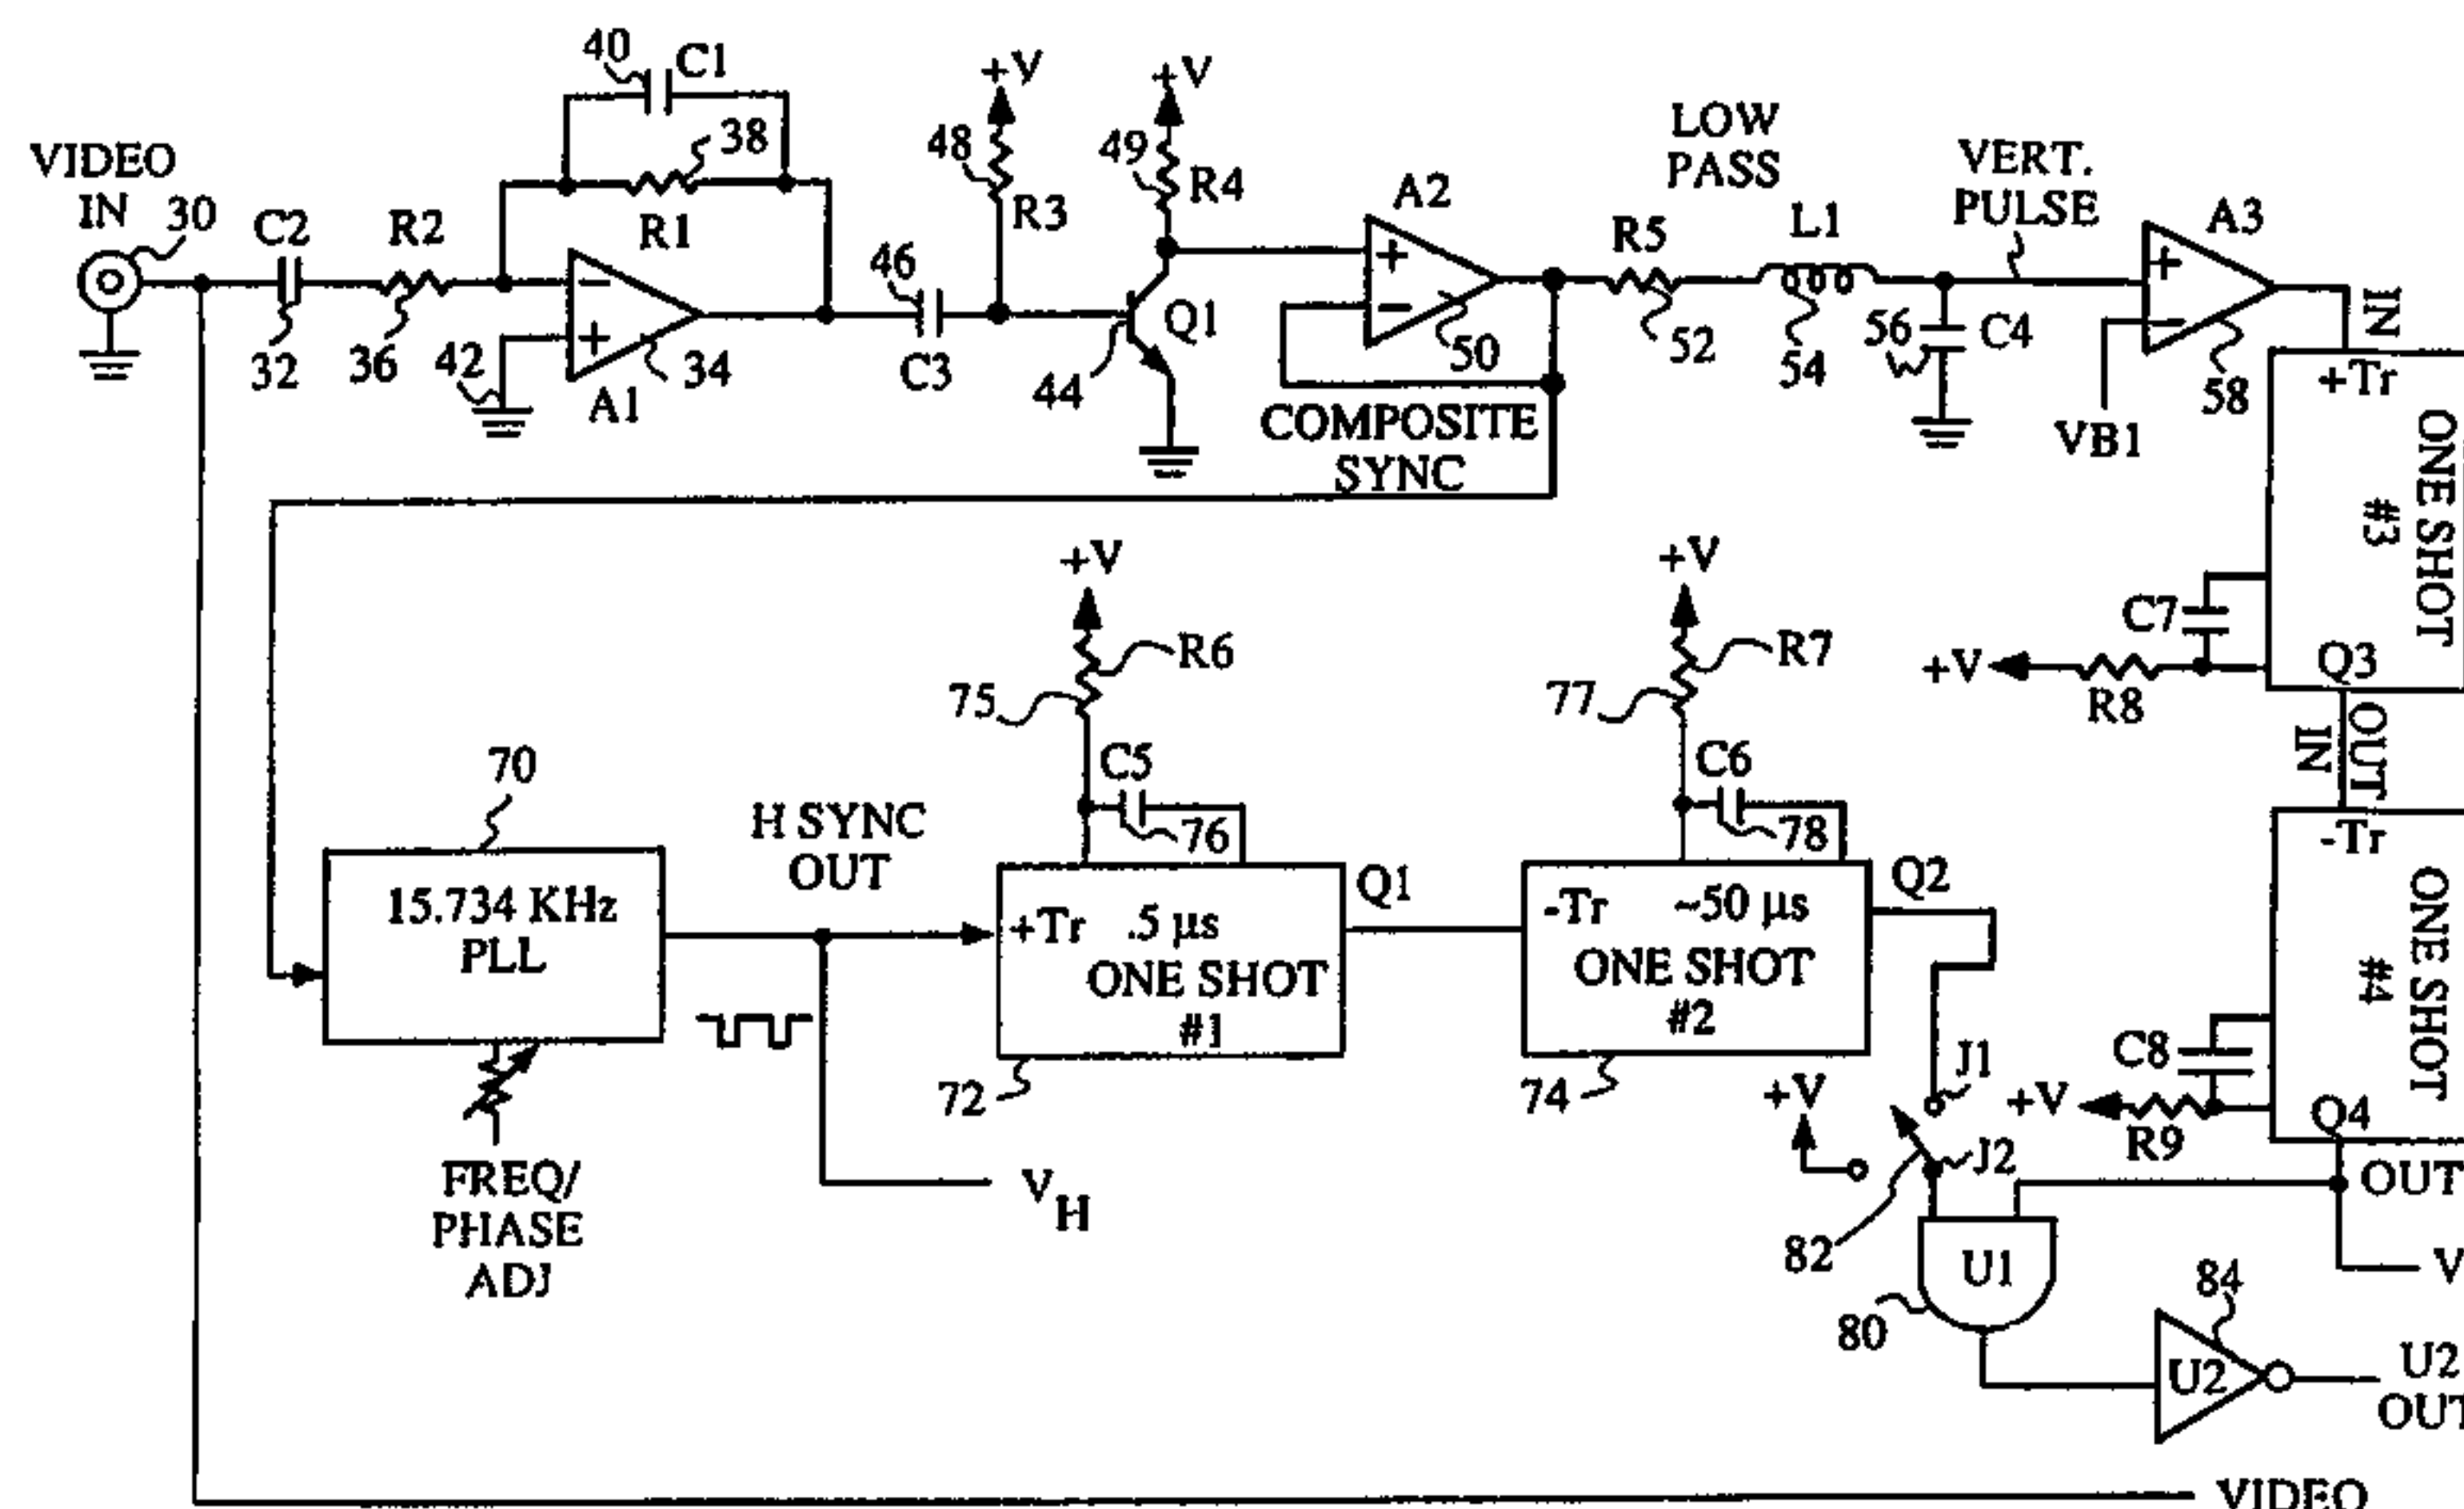 40
C1
+V
+V
VIDEO
IN
30
C2
R2
38
R1
48
R3
49
R4
A2
LOW
PASS
R5
L1
VERT.
PULSE
A3
IN
32
36
42
A1
34
46
C3
Q1
44
50
52
54
56
C4
VB1
58
COMPOSITE
SYNC
+Tr
ONE SHOT
#3
C7
+V
R8
Q3
OUT
IN
+V
R6
75
C5
76
+V
R7
77
C6
78
70
15.734 KHz
PLL
FREQ/
PHASE
ADJ
H SYNC
OUT
V
H
+Tr .5 µs
ONE SHOT
#1
72
Q1
-Tr ~50 µs
ONE SHOT
#2
74
Q2
+V
J1
J2
82
-Tr
ONE SHOT
#4
C8
+V
R9
Q4
OUT
V
U1
80
84
U2
U2
OUT
VIDEO